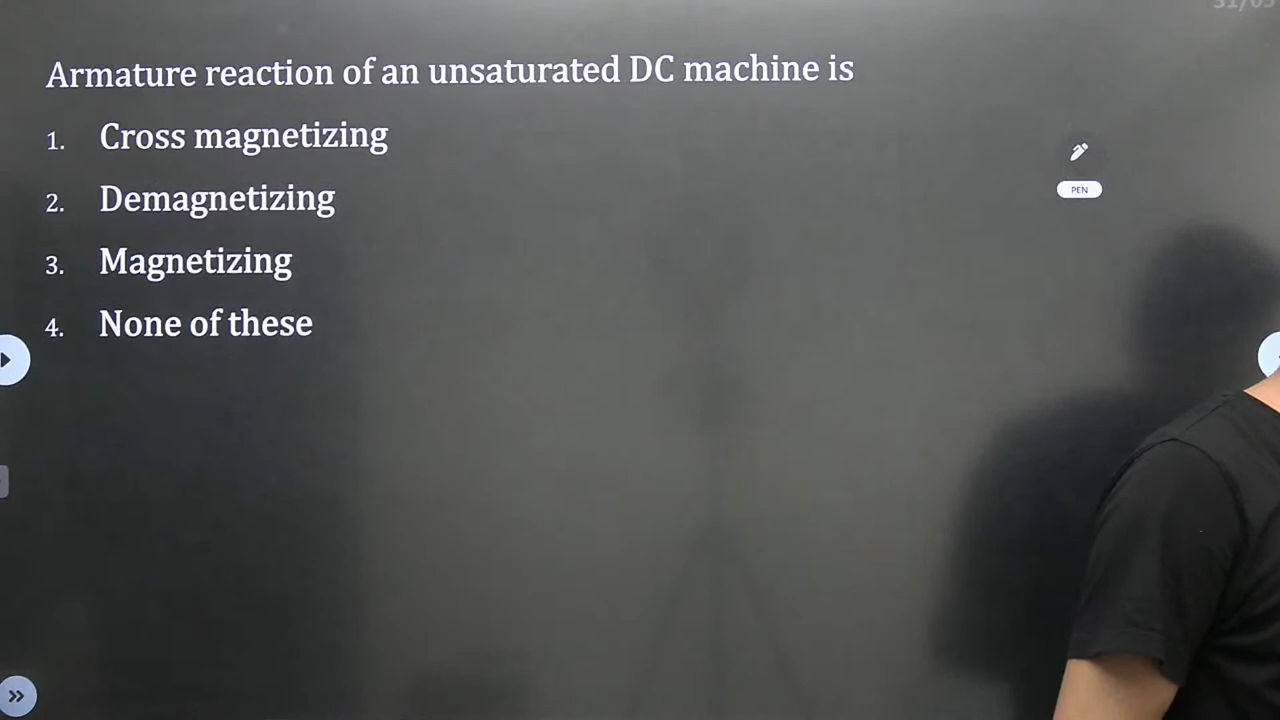 Armature reaction of an unsaturated DC machine is
1. Cross magnetizing
2. Demagnetizing
3. Magnetizing
4. None of these
PEN